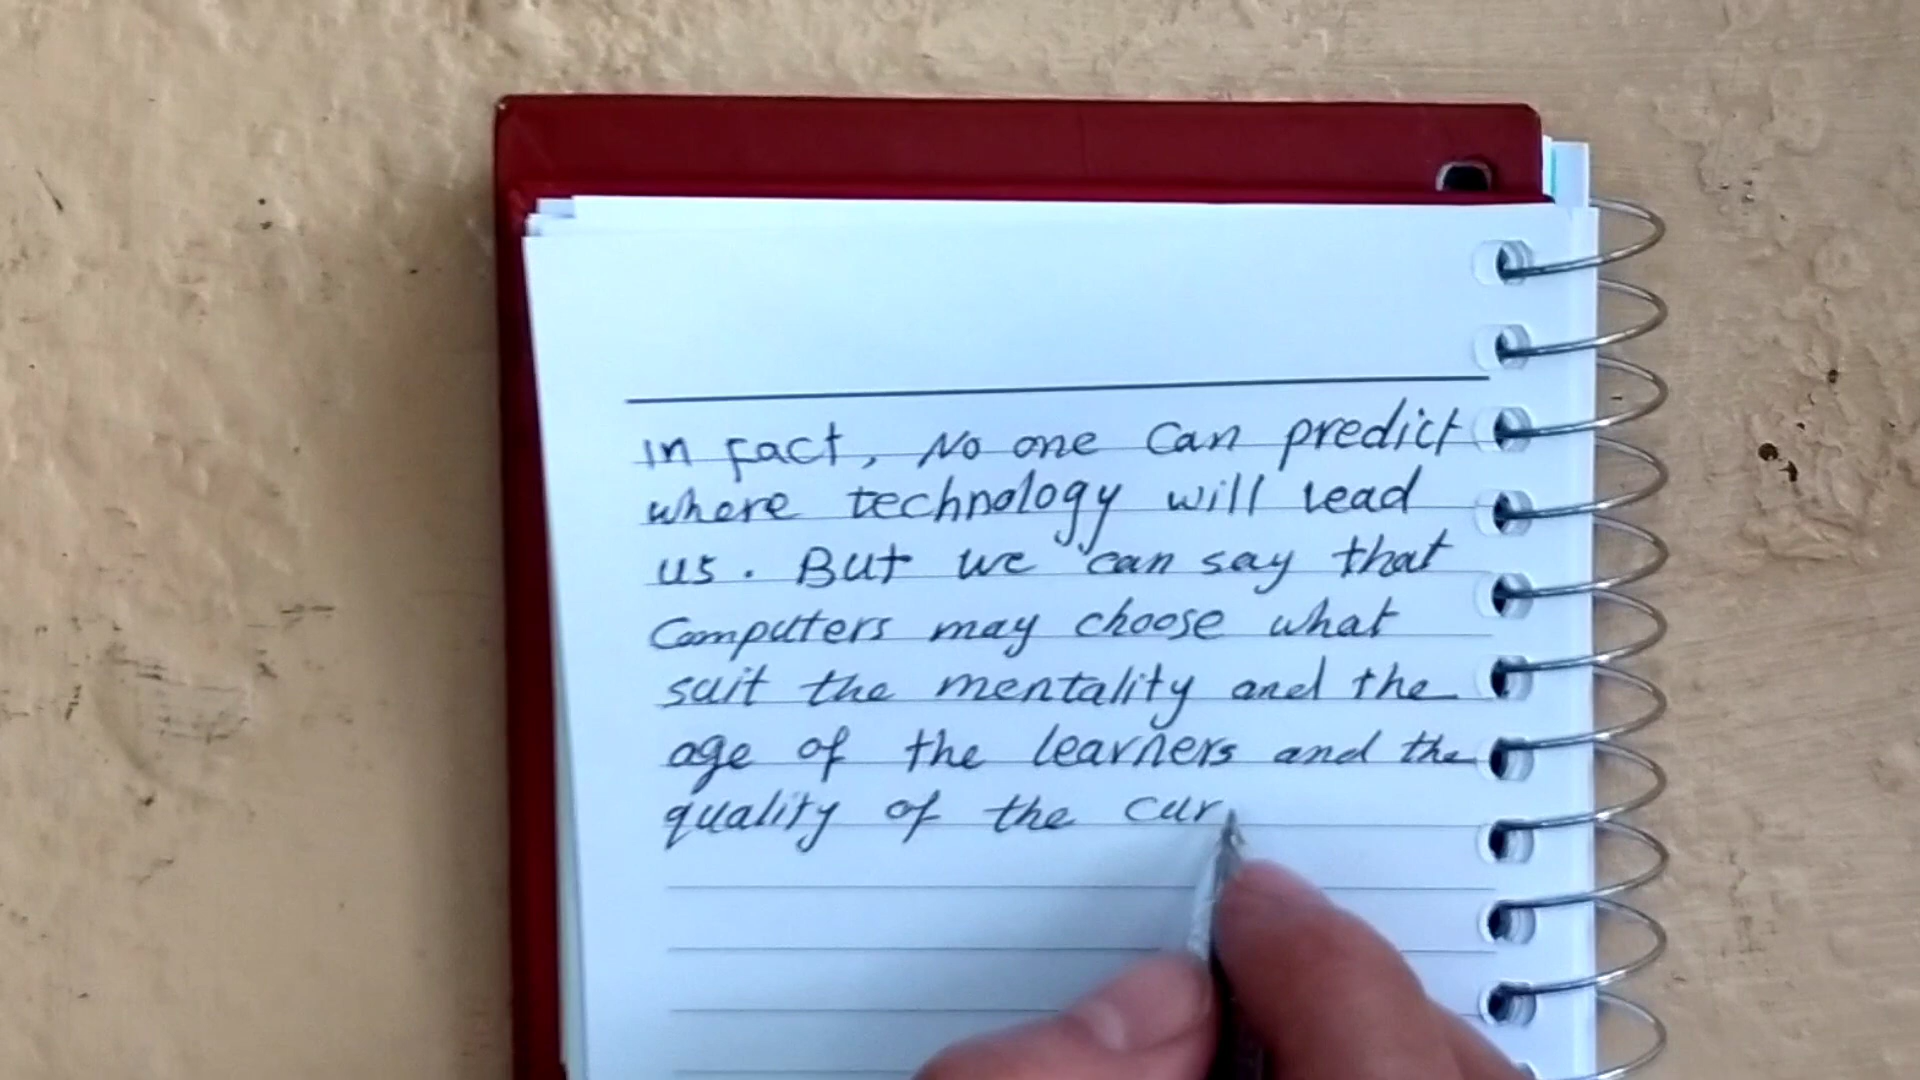 In fact, No one can predict
where technology will lead
us. But we can say that
Computers may choose what
suit the mentality and the
age of the learners and the
quality of the cur